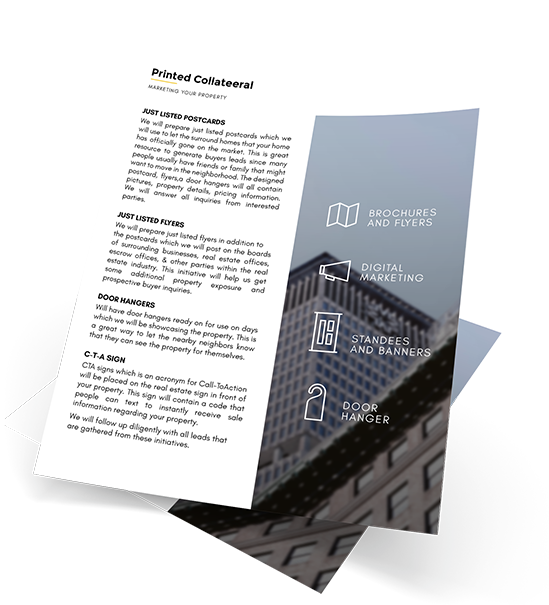 Printed Collateeral
MARKETING YOUR PROPERTY
JUST LISTED POSTCARDS
We will prepare just listed postcards which we
will use to let the surround homes that your home
has officially gone on the market. This is great
resource to generate buyers leads since many
people usually have friends or family that might
want to move in the neighborhood. The designed
postcard, flyers,a door hangers will all contain
pictures, property details, pricing information.
We will answer all inquiries from interested
parties.
JUST LISTED FLYERS
We will prepare just listed flyers in addition to
the postcards which we will post on the boards
of surrounding businesses, real estate offices,
escrow offices, & other parties within the real
estate industry. This initiative will help us get
some additional property exposure and
prospective buyer inquiries.
DOOR HANGERS
Will have door hangers ready on for use on days
which we will be showcasing the property. This is
a great way to let the nearby neighbors know
that they can see the property for themselves.
C-T-A SIGN
CTA signs which is an acronym for Call-ToAction
will be placed on the real estate sign in front of
your property. This sign will contain a code that
people can text to instantly receive sale
information regarding your property.
We will follow up diligently with all leads that
are gathered from these initiatives.
BROCHURES
AND FLYERS
DIGITAL
MARKETING
STANDEES
AND BANNERS
DOOR
HANGER